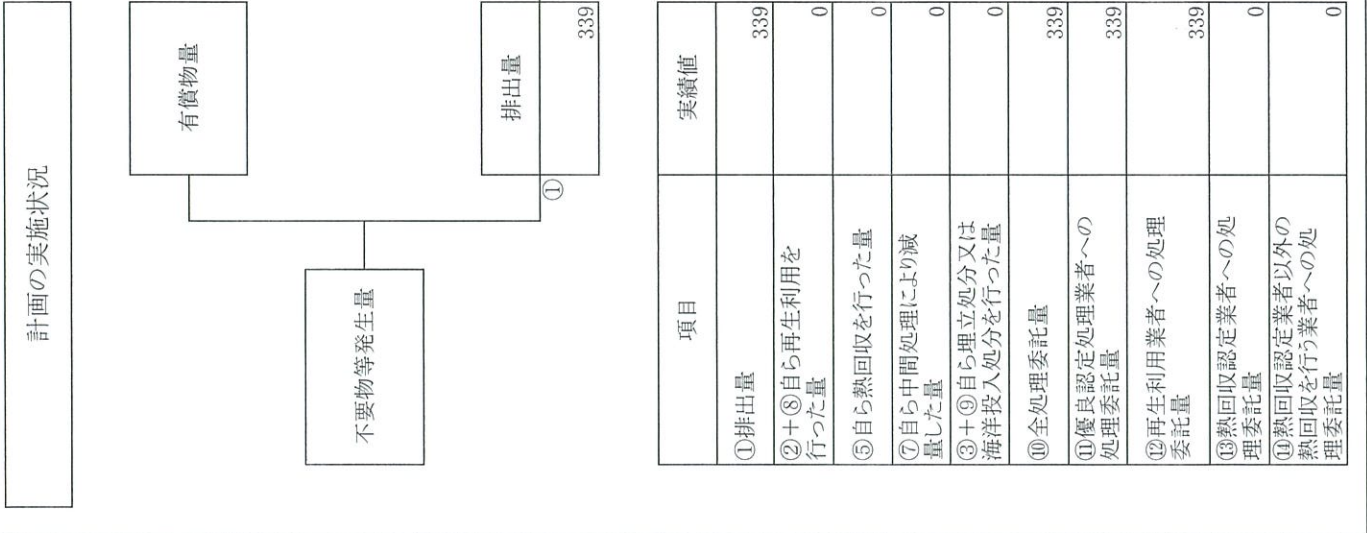 計画の実施状況
有償物量
不要物等発生量
排出量
①
339
項目
実績値
①排出量
339
②+⑧自ら再生利用を
行った量
0
⑤自ら熱回収を行った量
0
⑦自ら中間処理により減
量した量
0
③+⑨自ら埋立処分又は
海洋投入処分を行った量
0
⑩全処理委託量
339
⑪優良認定処理業者への
処理委託量
339
⑫再生利用業者への処理
委託量
339
⑬熱回収認定業者への処
理委託量
0
⑭熱回収認定業者以外の
熱回収を行う業者への処
理委託量
0